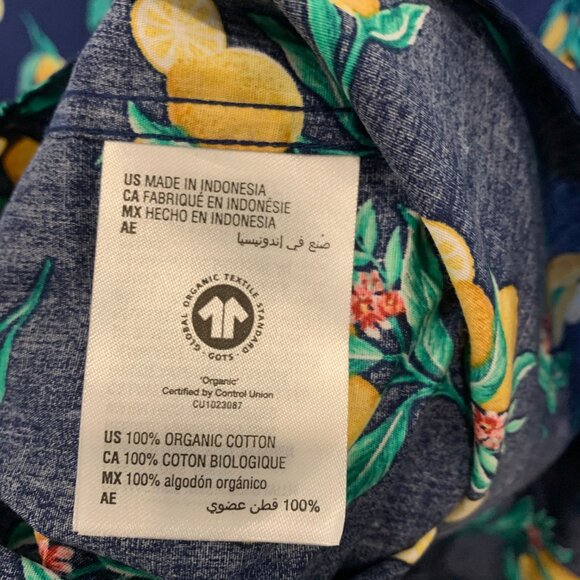 US MADE IN INDONESIA
CA FABRIQUÉ EN INDONÉSIE
MX HECHO EN INDONESIA
AE
صُنع في إندونيسيا
GLOBAL ORGANIC TEXTILE STANDARD · GOTS ·
'Organic'
Certified by Control Union
CU1023087
US 100% ORGANIC COTTON
CA 100% COTON BIOLOGIQUE
MX 100% algodón orgánico
AE
100% قطن عضوي